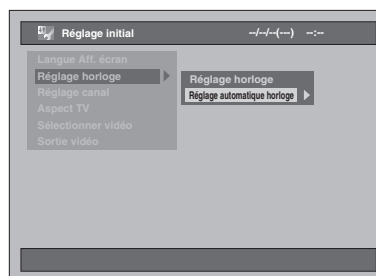 Réglage initial --/--/--(---) --:--
Langue Aff. écran
Réglage horloge
Réglage canal
Aspect TV
Sélectionner vidéo
Sortie vidéo
Réglage horloge
Réglage automatique horloge